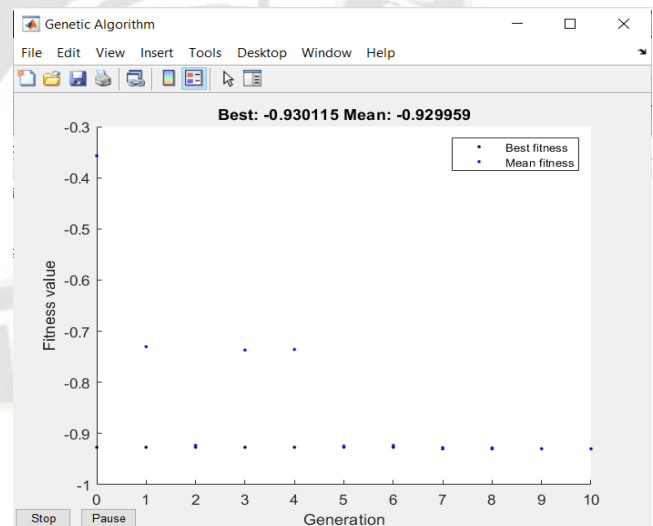 Genetic Algorithm
File Edit View Insert Tools Desktop Window Help
Best: -0.930115 Mean: -0.929959
Best fitness
Mean fitness
-0.3
-0.4
-0.5
-0.6
-0.7
-0.8
-0.9
-1
Fitness value
0 1 2 3 4 5 6 7 8 9 10
Generation
Stop Pause